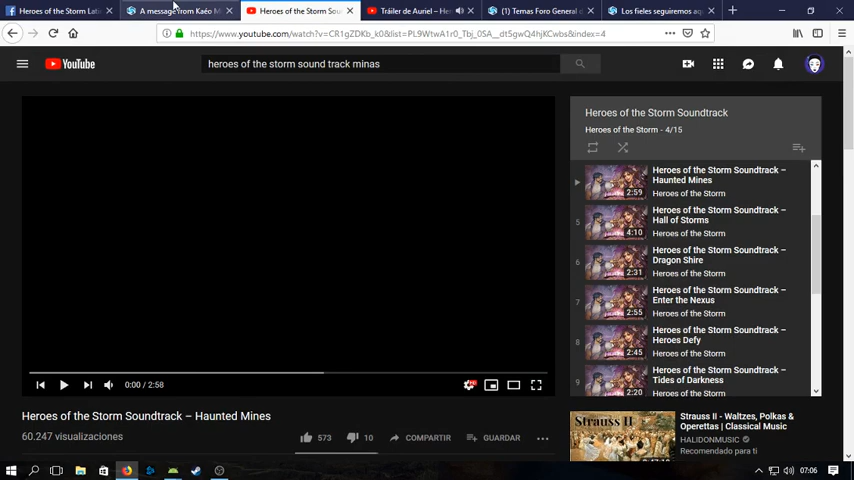 Heroes of the Storm Lati
A message from Kaéo M
Heroes of the Storm Sou
Tráiler de Auriel – He
(1) Temas Foro General d
Los fieles seguiremos aq
https://www.youtube.com/watch?v=CR1gZDKb_k0&list=PL9WtwA1r0_Tbj_0SA__dt5gwQ4hjKCwbs&index=4
YouTube
heroes of the storm sound track minas
Heroes of the Storm Soundtrack
Heroes of the Storm - 4/15
Heroes of the Storm Soundtrack –
Haunted Mines
Heroes of the Storm
2:59
5
Heroes of the Storm Soundtrack –
Hall of Storms
Heroes of the Storm
4:10
6
Heroes of the Storm Soundtrack –
Dragon Shire
Heroes of the Storm
2:31
7
Heroes of the Storm Soundtrack –
Enter the Nexus
Heroes of the Storm
2:55
8
Heroes of the Storm Soundtrack –
Heroes Defy
Heroes of the Storm
2:45
9
Heroes of the Storm Soundtrack –
Tides of Darkness
Heroes of the Storm
2:20
0:00 / 2:58
Heroes of the Storm Soundtrack – Haunted Mines
60.247 visualizaciones
573
10
COMPARTIR
GUARDAR
Strauss II
Strauss II - Waltzes, Polkas &
Operettas | Classical Music
HALIDONMUSIC
Recomendado para ti
07:06